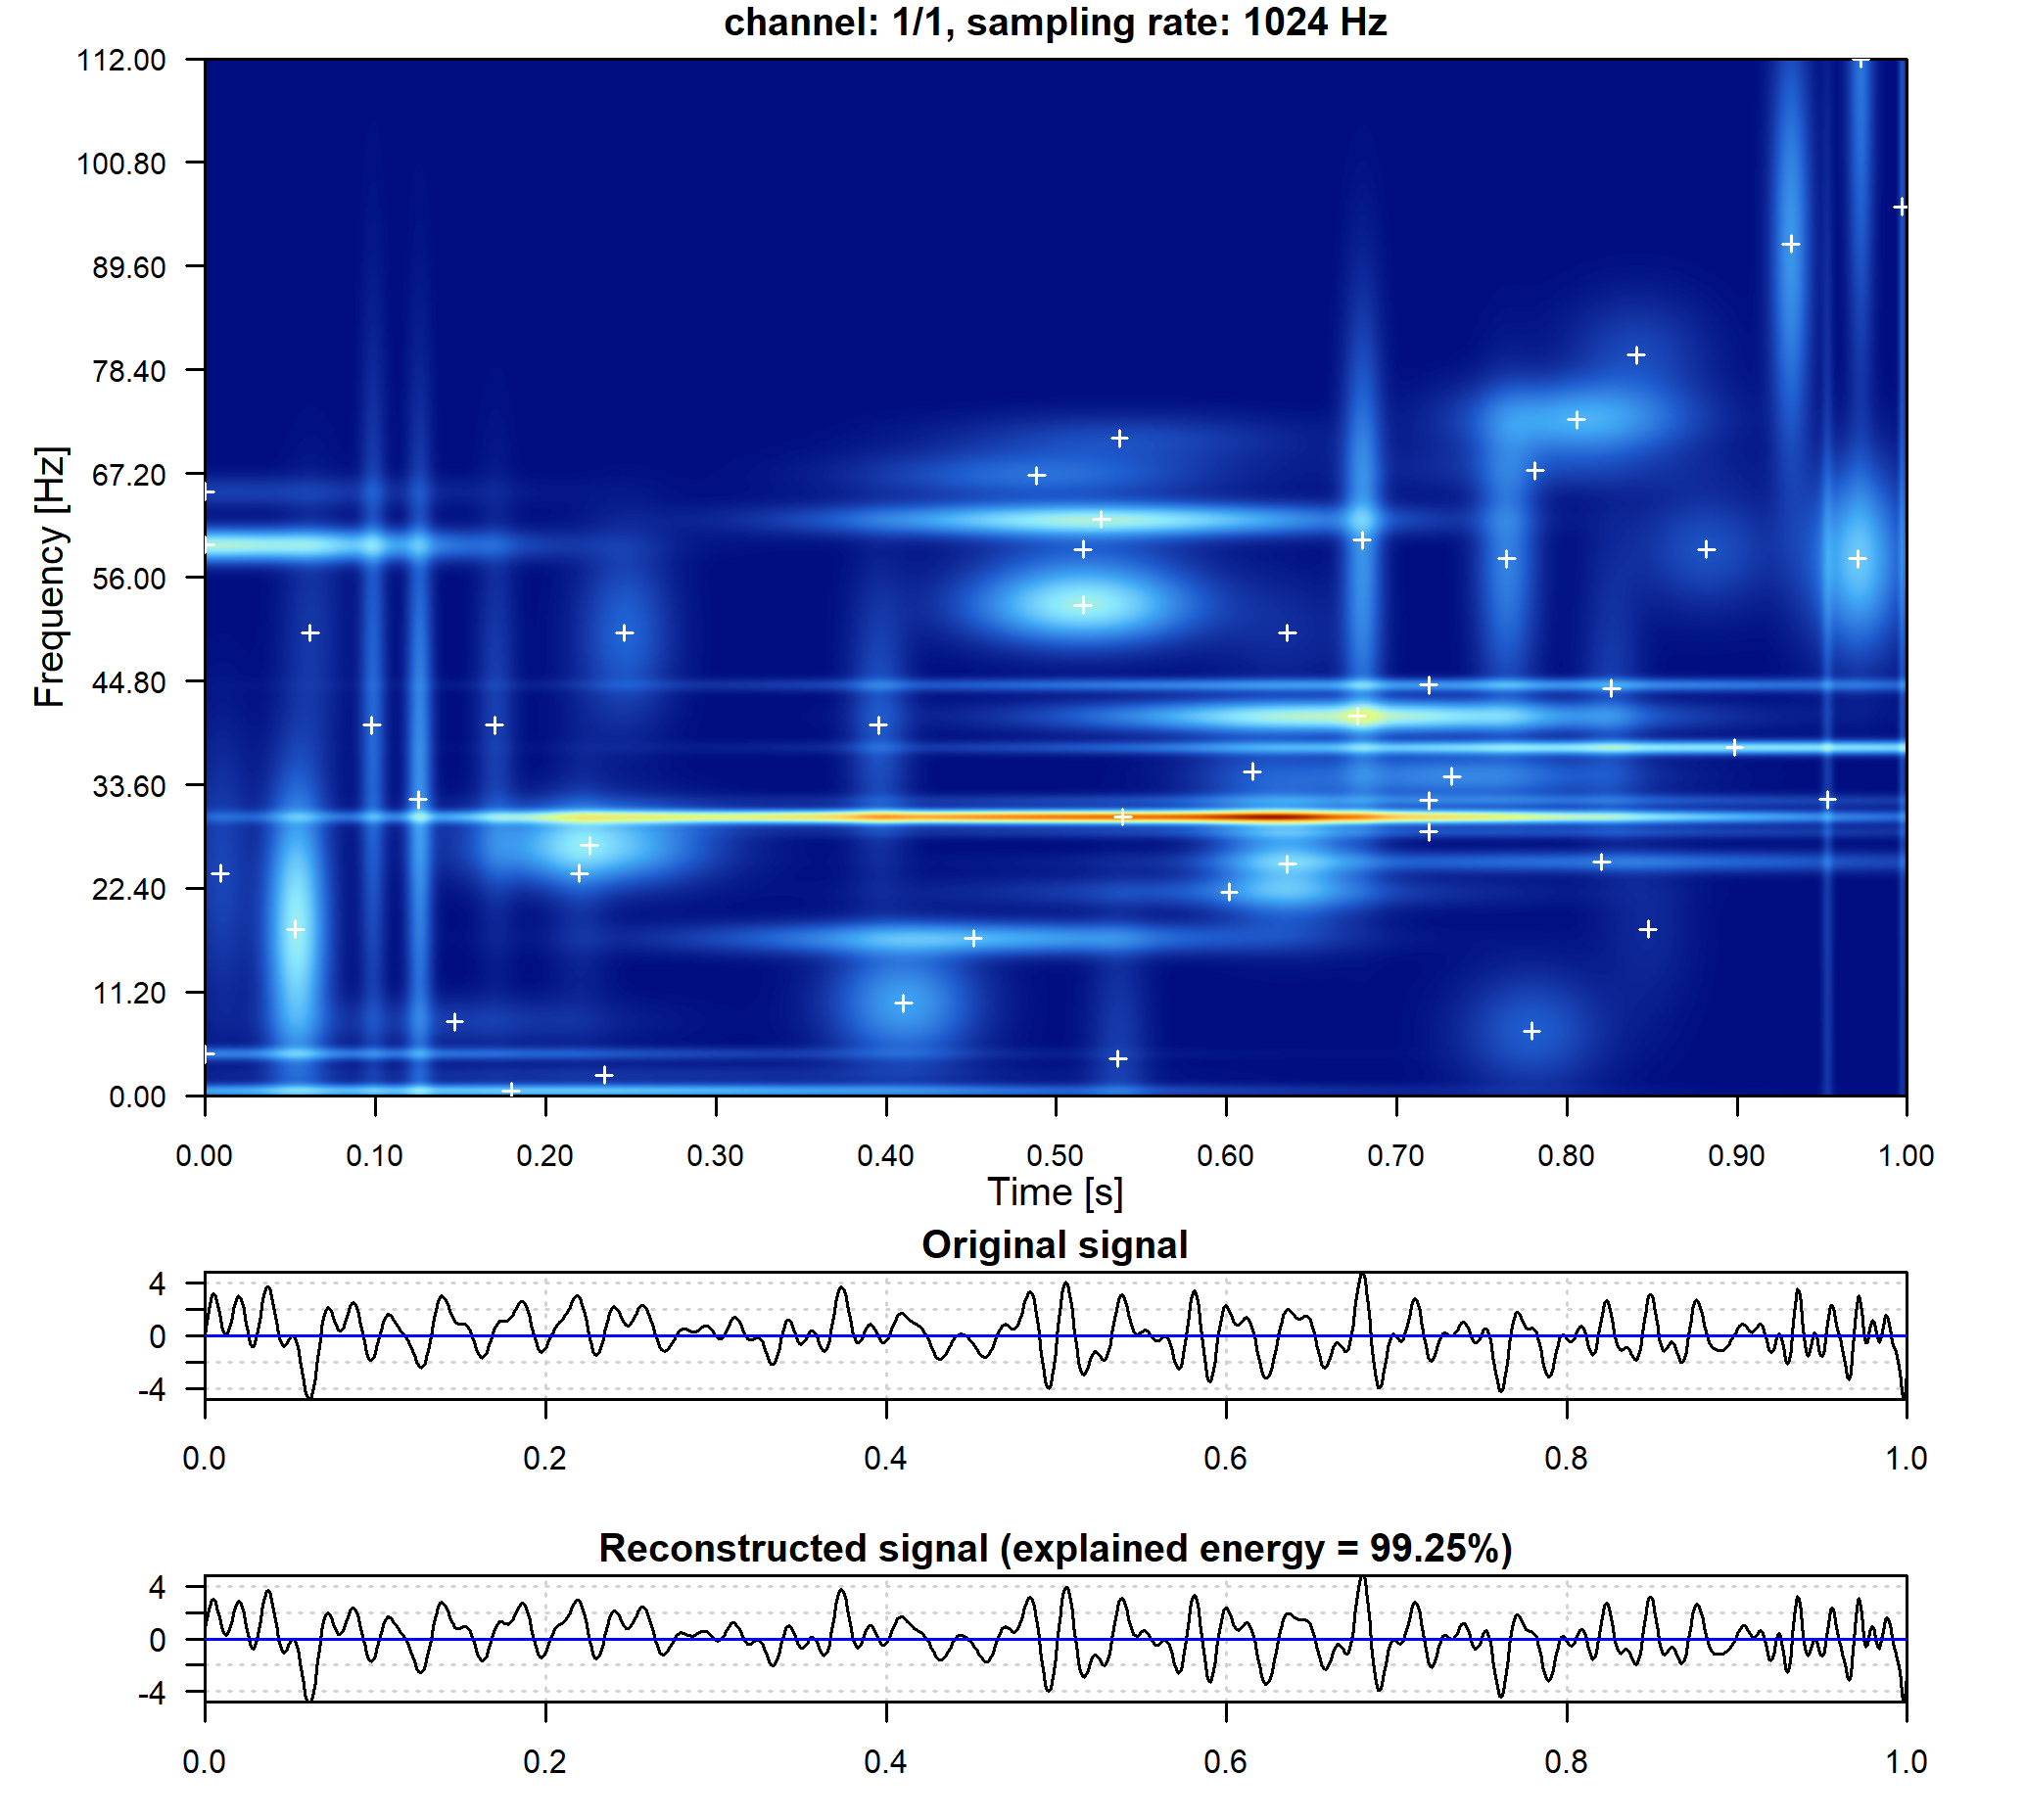 channel: 1/1, sampling rate: 1024 Hz
112.00
100.80
89.60
78.40
67.20
56.00
44.80
33.60
22.40
11.20
0.00
Frequency [Hz]
0.00 0.10 0.20 0.30 0.40 0.50 0.60 0.70 0.80 0.90 1.00
Time [s]
Original signal
4
0
-4
0.0 0.2 0.4 0.6 0.8 1.0
Reconstructed signal (explained energy = 99.25%)
4
0
-4
0.0 0.2 0.4 0.6 0.8 1.0